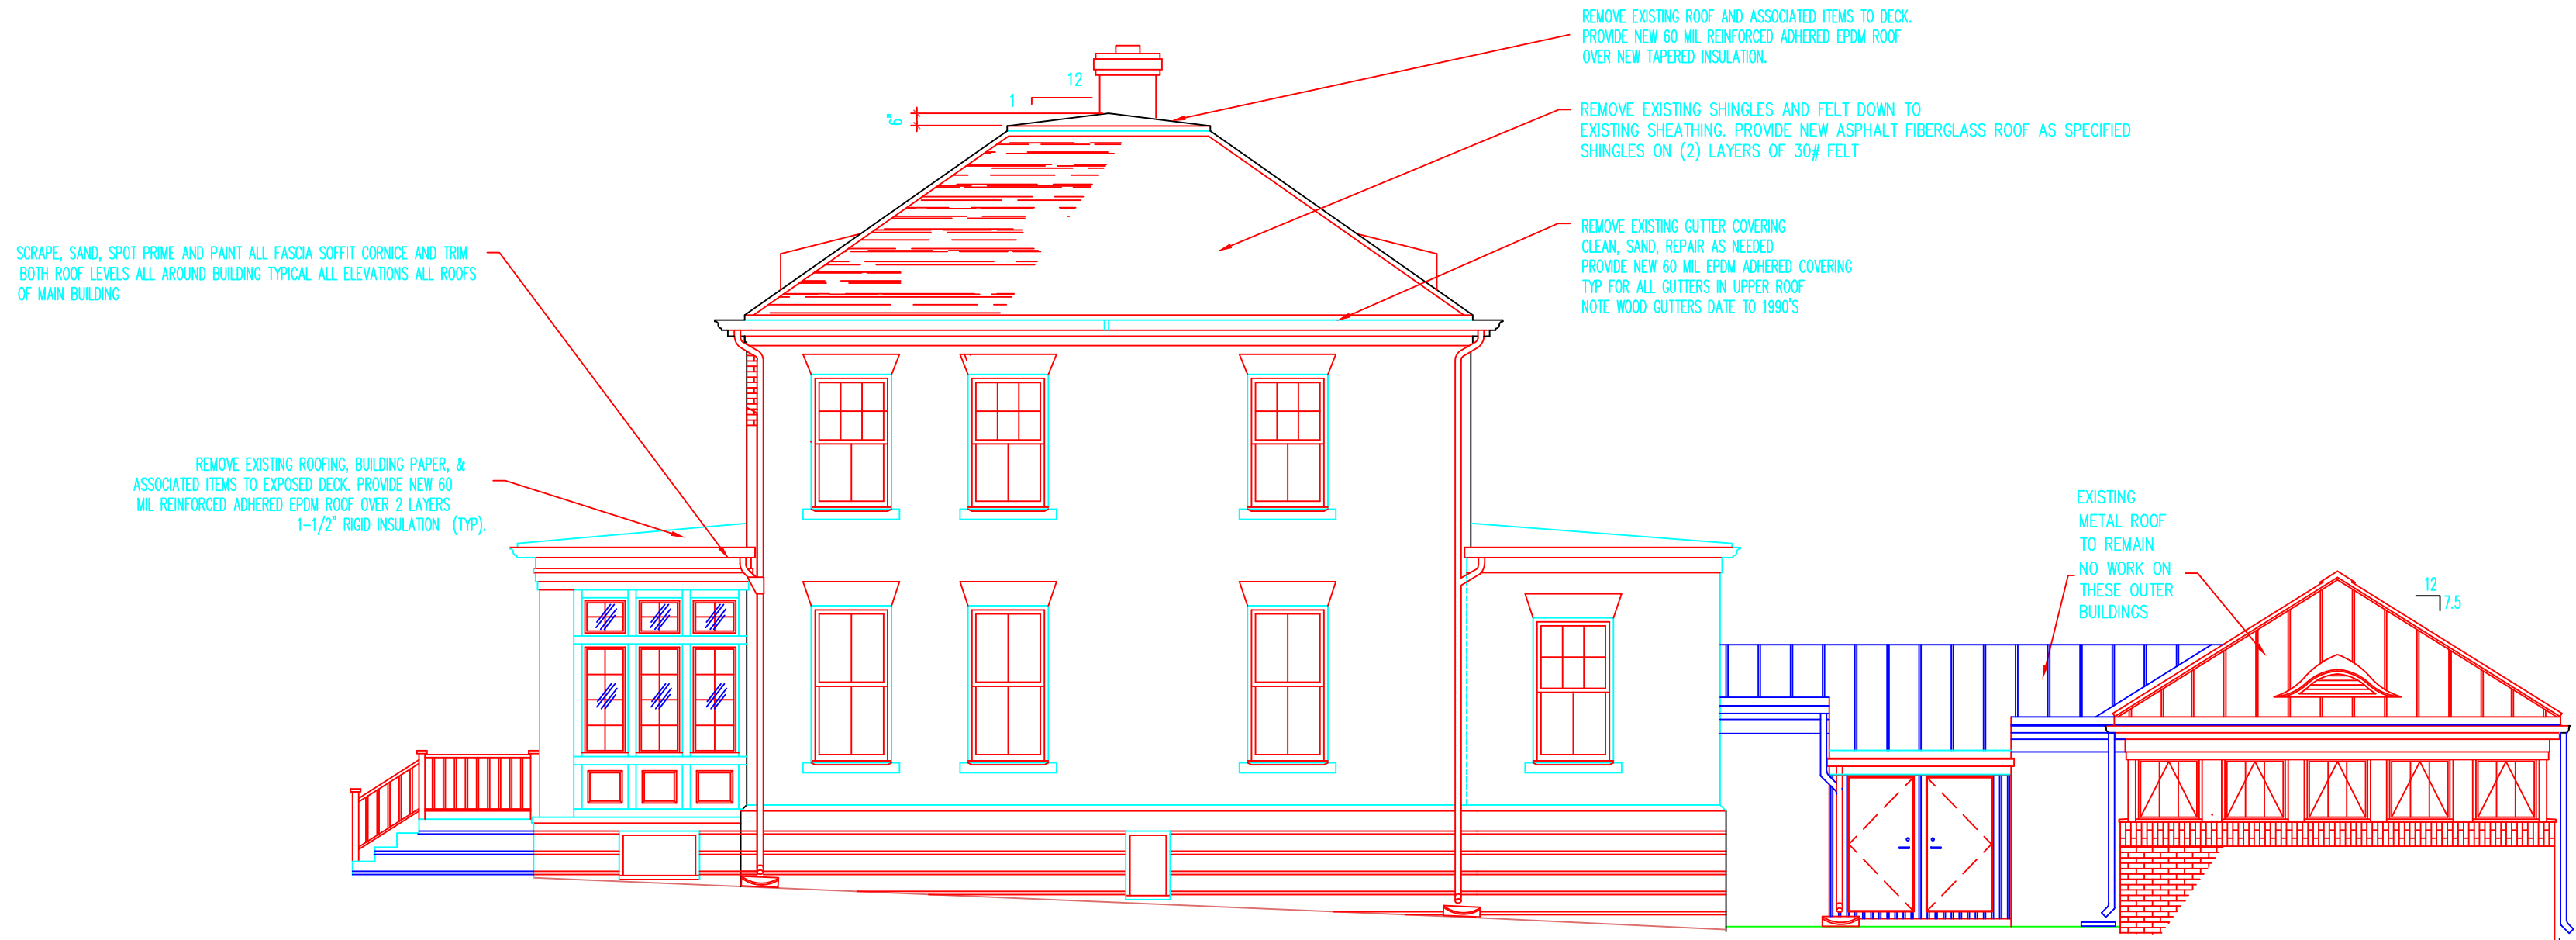 REMOVE EXISTING ROOF AND ASSOCIATED ITEMS TO DECK.
PROVIDE NEW 60 MIL REINFORCED ADHERED EPDM ROOF
OVER NEW TAPERED INSULATION.
12
1
6"
REMOVE EXISTING SHINGLES AND FELT DOWN TO
EXISTING SHEATHING. PROVIDE NEW ASPHALT FIBERGLASS ROOF AS SPECIFIED
SHINGLES ON (2) LAYERS OF 30# FELT
REMOVE EXISTING GUTTER COVERING
CLEAN, SAND, REPAIR AS NEEDED
PROVIDE NEW 60 MIL EPDM ADHERED COVERING
TYP FOR ALL GUTTERS IN UPPER ROOF
NOTE WOOD GUTTERS DATE TO 1990'S
SCRAPE, SAND, SPOT PRIME AND PAINT ALL FASCIA SOFFIT CORNICE AND TRIM
BOTH ROOF LEVELS ALL AROUND BUILDING TYPICAL ALL ELEVATIONS ALL ROOFS
OF MAIN BUILDING
REMOVE EXISTING ROOFING, BUILDING PAPER, &
ASSOCIATED ITEMS TO EXPOSED DECK. PROVIDE NEW 60
MIL REINFORCED ADHERED EPDM ROOF OVER 2 LAYERS
1-1/2" RIGID INSULATION (TYP).
EXISTING
METAL ROOF
TO REMAIN
NO WORK ON
THESE OUTER
BUILDINGS
12
7.5